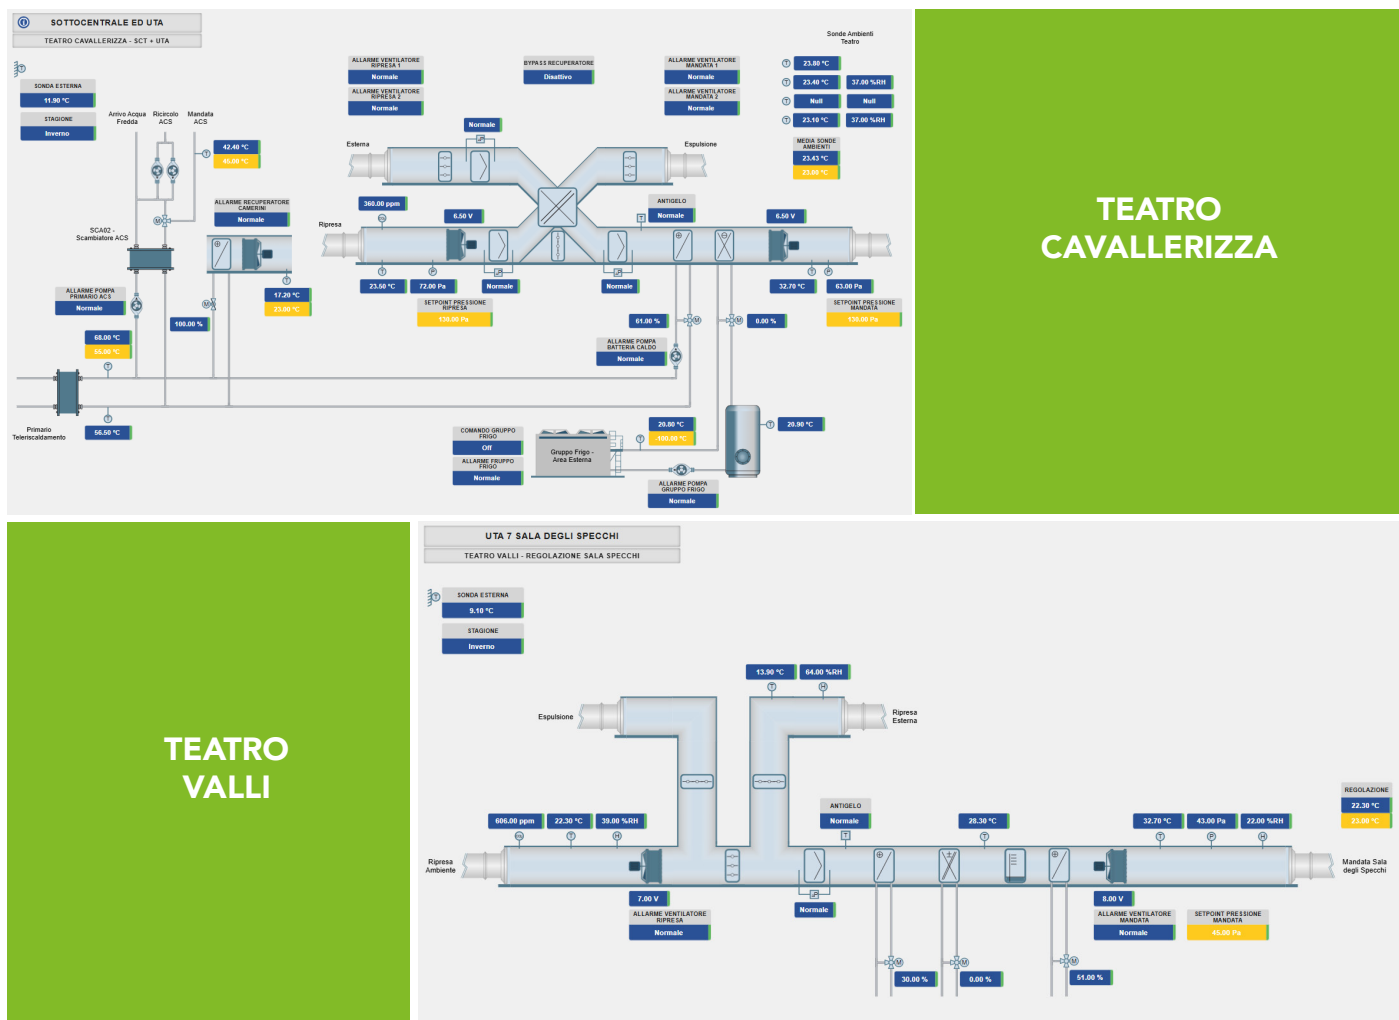 SOTTOCENTRALE ED UTA
TEATRO CAVALLERIZZA - SCT + UTA
T
SONDA ESTERNA
11.90 °C
STAGIONE
Inverno
Arrivo Acqua
Fredda
Ricircolo
ACS
Mandata
ACS
T
42.40 °C
45.00 °C
M
SCA02 -
Scambiatore ACS
ALLARME RECUPERATORE
CAMERINI
Normale
T
17.20 °C
23.00 °C
M
100.00 %
ALLARME POMPA
PRIMARIO ACS
Normale
68.00 °C
55.00 °C
T
T
56.50 °C
Primario
Teleriscaldamento
ALLARME VENTILATORE
RIPRESA 1
Normale
ALLARME VENTILATORE
RIPRESA 2
Normale
BYPASS RECUPERATORE
Disattivo
ALLARME VENTILATORE
MANDATA 1
Normale
ALLARME VENTILATORE
MANDATA 2
Normale
Sonde Ambienti
Teatro
T
23.80 °C
T
23.40 °C
37.00 %RH
T
Null
Null
T
23.10 °C
37.00 %RH
MEDIA SONDE
AMBIENTI
23.43 °C
23.00 °C
Normale
Esterna
Espulsione
360.00 ppm
Ripresa
6.50 V
ANTIGELO
Normale
T
6.50 V
T
P
23.50 °C
72.00 Pa
Normale
Normale
T
P
32.70 °C
63.00 Pa
SETPOINT PRESSIONE
RIPRESA
130.00 Pa
SETPOINT PRESSIONE
MANDATA
130.00 Pa
61.00 %
M
M
0.00 %
ALLARME POMPA
BATTERIA CALDO
Normale
COMANDO GRUPPO
FRIGO
Off
ALLARME FRUPPO
FRIGO
Normale
Gruppo Frigo -
Area Esterna
T
20.80 °C
-100.00 °C
T
20.90 °C
ALLARME POMPA
GRUPPO FRIGO
Normale
TEATRO
CAVALLERIZZA
TEATRO
VALLI
UTA 7 SALA DEGLI SPECCHI
TEATRO VALLI - REGOLAZIONE SALA SPECCHI
T
SONDA ESTERNA
9.10 °C
STAGIONE
Inverno
13.90 °C
64.00 %RH
T
H
Espulsione
Ripresa
Esterna
606.00 ppm
22.30 °C
39.00 %RH
T
H
Ripresa
Ambiente
ANTIGELO
Normale
T
28.30 °C
T
32.70 °C
43.00 Pa
22.00 %RH
T
P
H
REGOLAZIONE
22.30 °C
23.00 °C
Mandata Sala
degli Specchi
7.00 V
ALLARME VENTILATORE
RIPRESA
Normale
Normale
8.00 V
ALLARME VENTILATORE
MANDATA
Normale
SETPOINT PRESSIONE
MANDATA
45.00 Pa
M
30.00 %
M
0.00 %
M
51.00 %